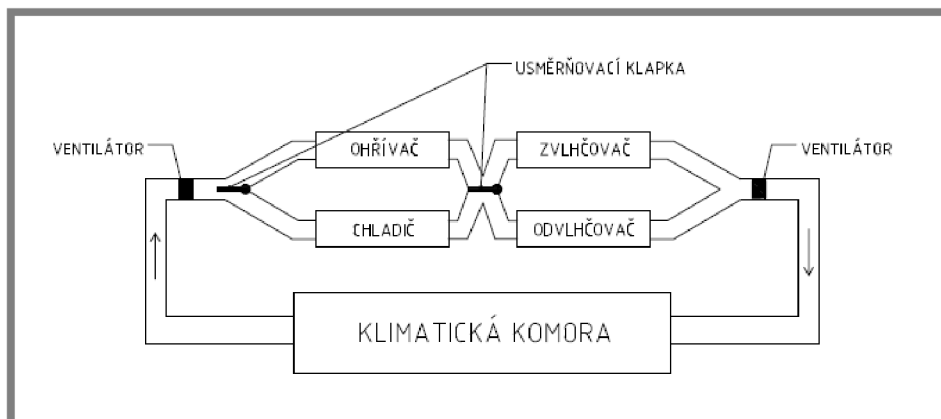 USMĚRŇOVACÍ KLAPKA
VENTILÁTOR
OHŘÍVAČ
ZVLHČOVAČ
VENTILÁTOR
CHLADIČ
ODVLHČOVAČ
KLIMATICKÁ KOMORA